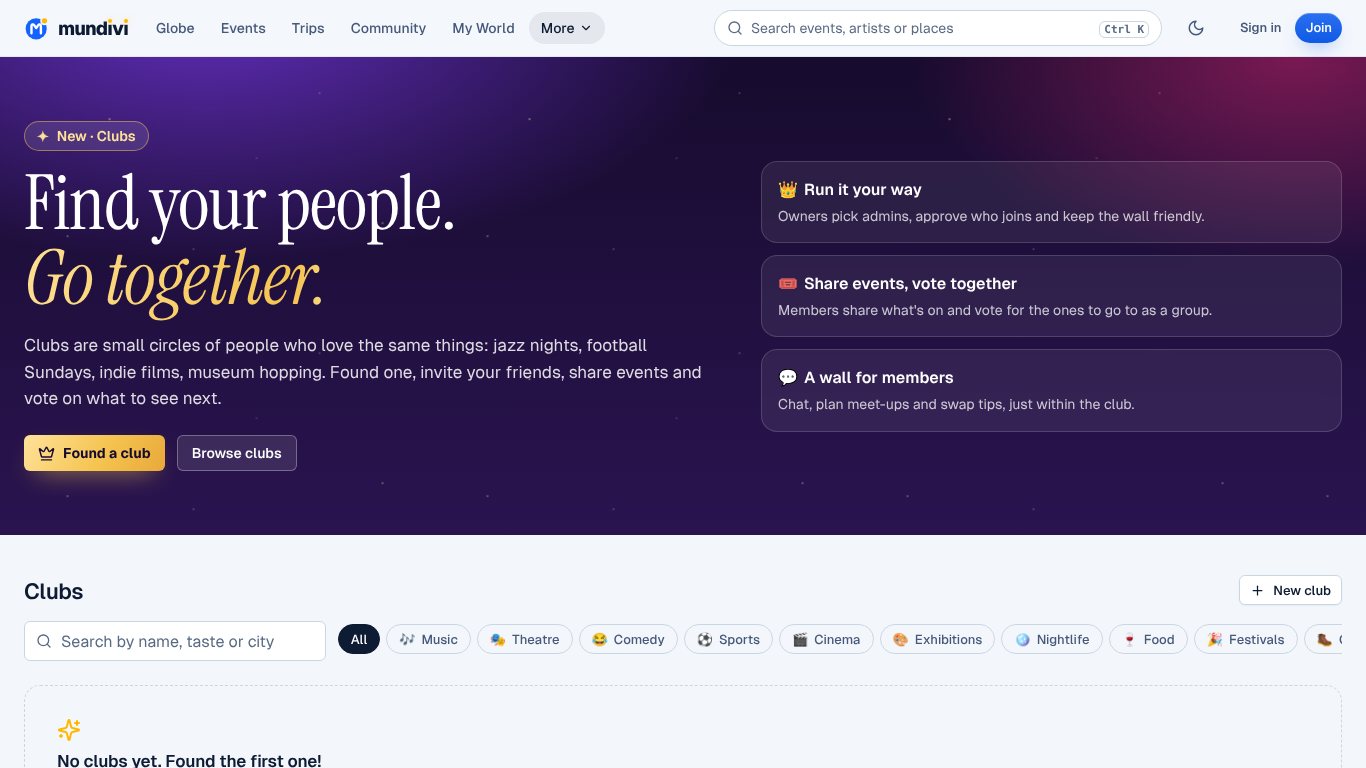 mundivi
Globe
Events
Trips
Community
My World
More
Search events, artists or places
Ctrl K
Sign in
Join
New · Clubs
Find your people.
Go together.
Clubs are small circles of people who love the same things: jazz nights, football
Sundays, indie films, museum hopping. Found one, invite your friends, share events and
vote on what to see next.
Found a club
Browse clubs
Run it your way
Owners pick admins, approve who joins and keep the wall friendly.
Share events, vote together
Members share what's on and vote for the ones to go to as a group.
A wall for members
Chat, plan meet-ups and swap tips, just within the club.
Clubs
New club
Search by name, taste or city
All
Music
Theatre
Comedy
Sports
Cinema
Exhibitions
Nightlife
Food
Festivals
No clubs yet. Found the first one!